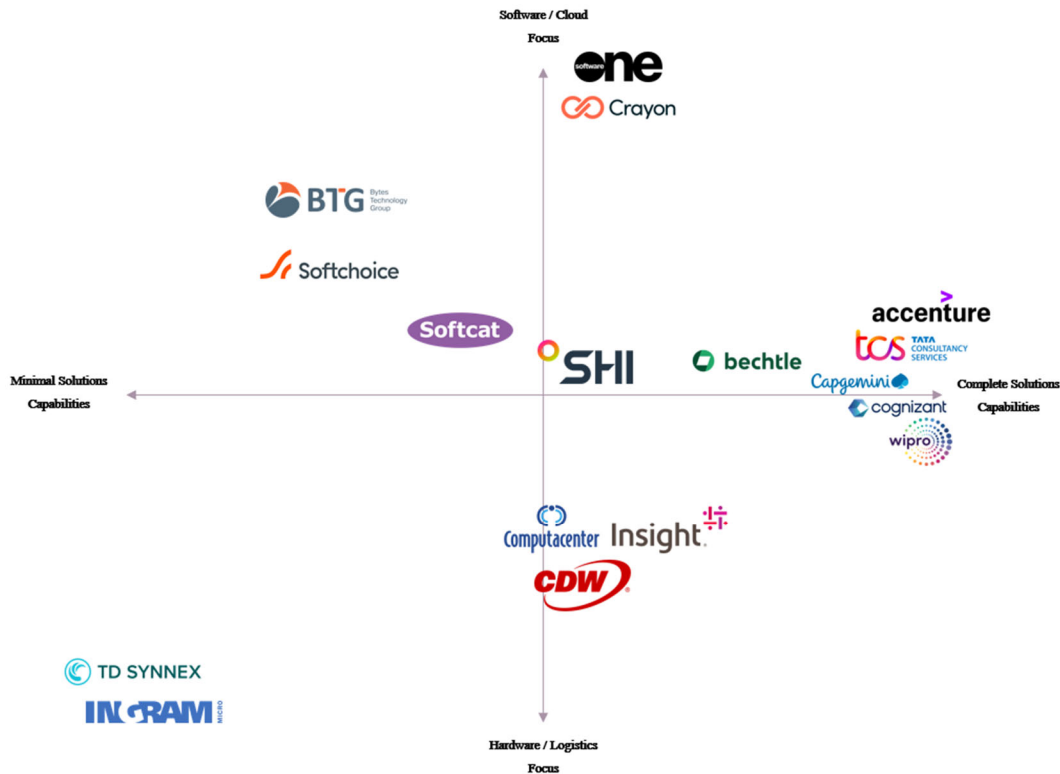 Software / Cloud
Focus
software one
Crayon
BTG Bytes
Technology
Group
Softchoice
Softcat
accenture
tcs TATA
CONSULTANCY
SERVICES
SHI
bechtle
Minimal Solutions
Capabilities
Capgemini
Complete Solutions
Capabilities
cognizant
wipro
Computacenter
Insight.
CDW®
TD SYNNEX
INGRAM MICRO
Hardware / Logistics
Focus